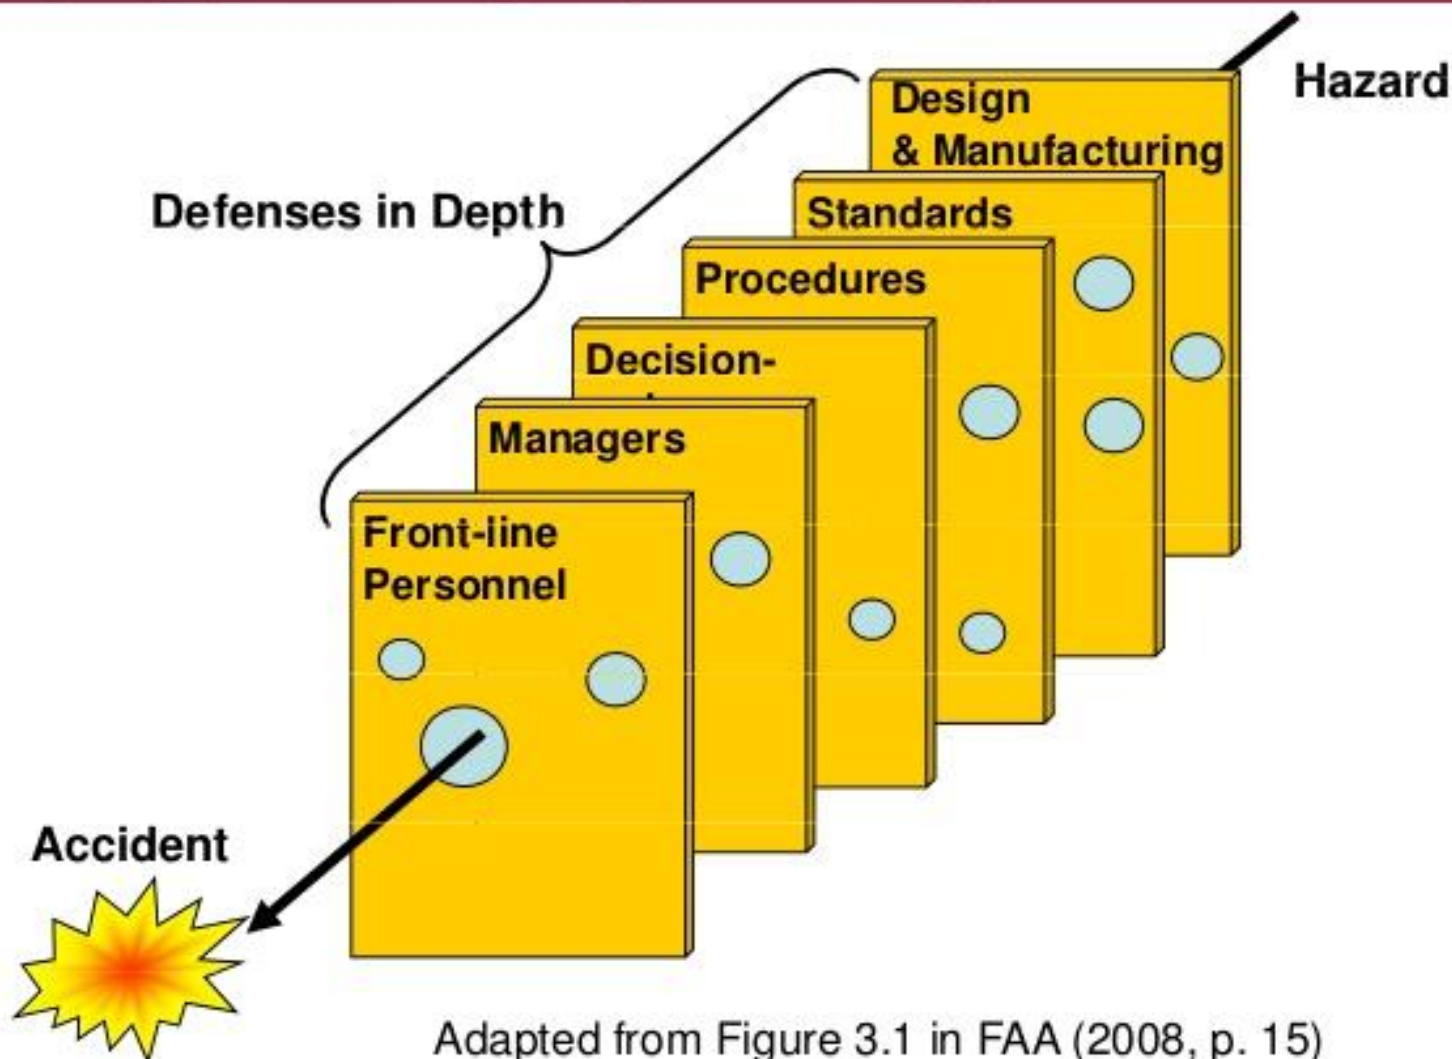 Hazard
Design
& Manufacturing
Defenses in Depth
Standards
Procedures
Decision-
Managers
Front-line
Personnel
Accident
Adapted from Figure 3.1 in FAA (2008, p. 15)